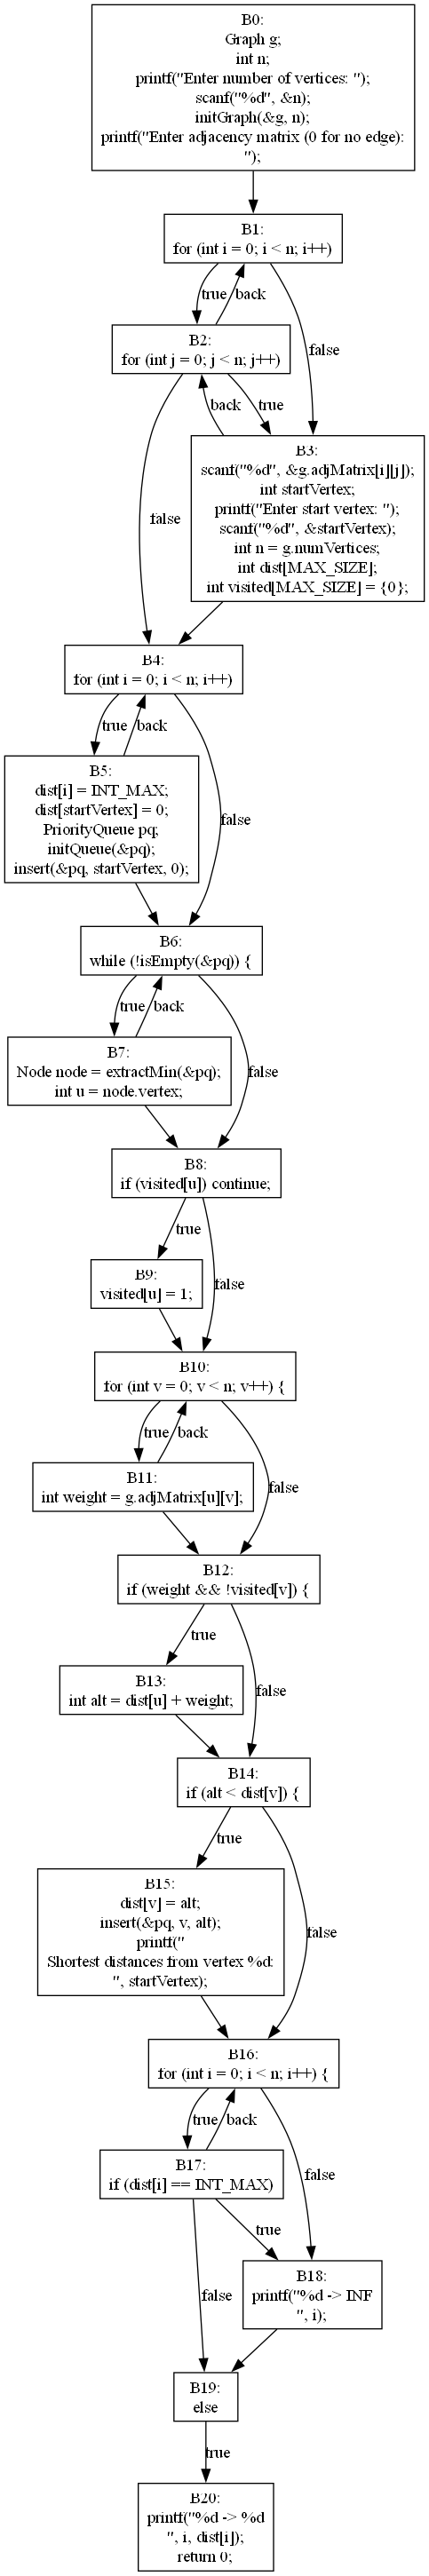 B0:
Graph g;
int n;
printf("Enter number of vertices: ");
scanf("%d", &n);
initGraph(&g, n);
printf("Enter adjacency matrix (0 for no edge):
");
B1:
for (int i = 0; i < n; i++)
true
back
false
B2:
for (int j = 0; j < n; j++)
back
true
false
B3:
scanf("%d", &g.adjMatrix[i][j]);
int startVertex;
printf("Enter start vertex: ");
scanf("%d", &startVertex);
int n = g.numVertices;
int dist[MAX_SIZE];
int visited[MAX_SIZE] = {0};
B4:
for (int i = 0; i < n; i++)
true
back
false
B5:
dist[i] = INT_MAX;
dist[startVertex] = 0;
PriorityQueue pq;
initQueue(&pq);
insert(&pq, startVertex, 0);
B6:
while (!isEmpty(&pq)) {
true
back
false
B7:
Node node = extractMin(&pq);
int u = node.vertex;
B8:
if (visited[u]) continue;
true
false
B9:
visited[u] = 1;
B10:
for (int v = 0; v < n; v++) {
true
back
false
B11:
int weight = g.adjMatrix[u][v];
B12:
if (weight && !visited[v]) {
true
false
B13:
int alt = dist[u] + weight;
B14:
if (alt < dist[v]) {
true
false
B15:
dist[v] = alt;
insert(&pq, v, alt);
printf("
Shortest distances from vertex %d:
", startVertex);
B16:
for (int i = 0; i < n; i++) {
true
back
false
B17:
if (dist[i] == INT_MAX)
true
false
B18:
printf("%d -> INF
", i);
B19:
else
true
B20:
printf("%d -> %d
", i, dist[i]);
return 0;